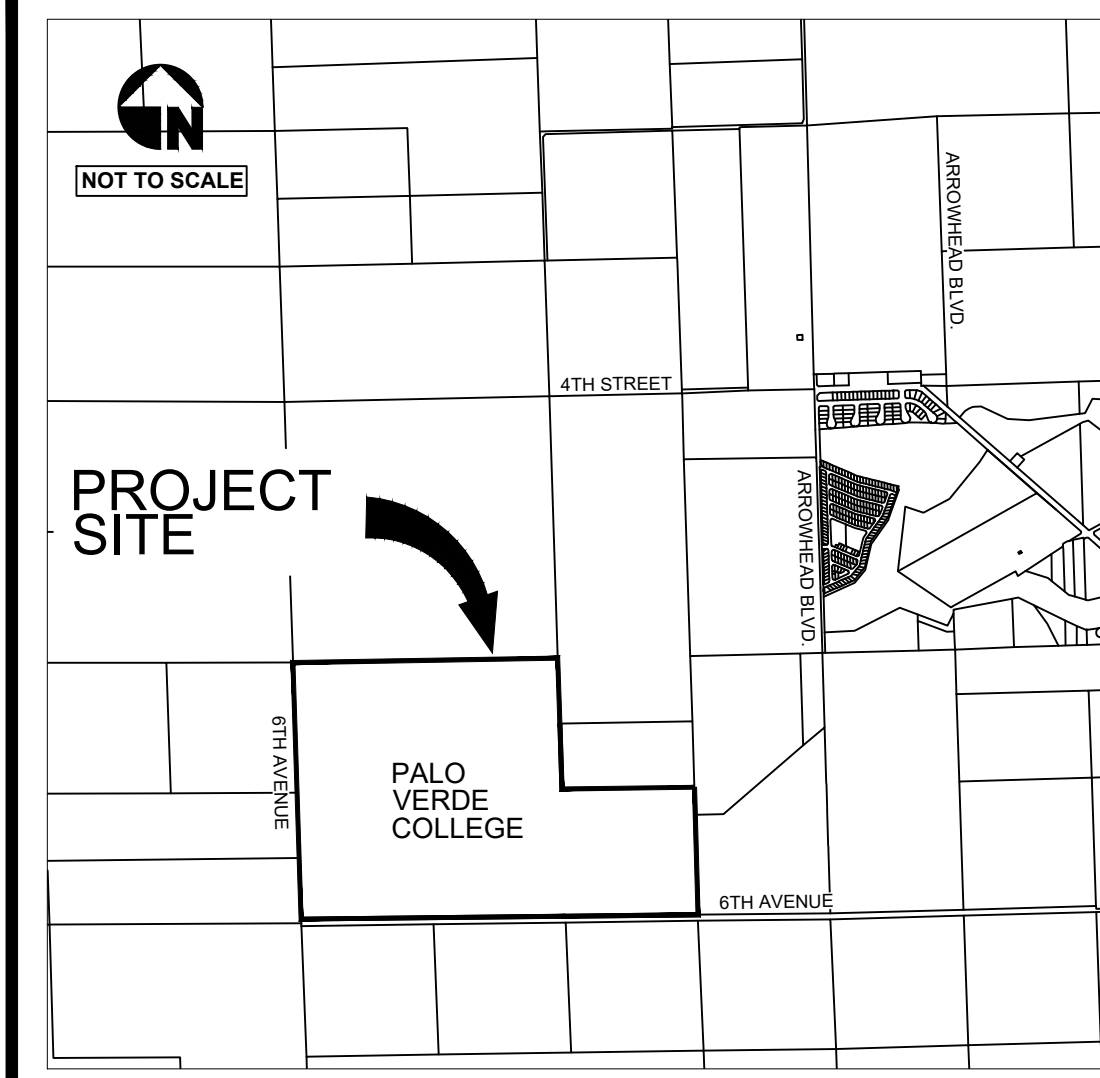 N
NOT TO SCALE
ARROWHEAD BLVD.
4TH STREET
PROJECT
SITE
ARROWHEAD BLVD.
6TH AVENUE
PALO
VERDE
COLLEGE
6TH AVENUE